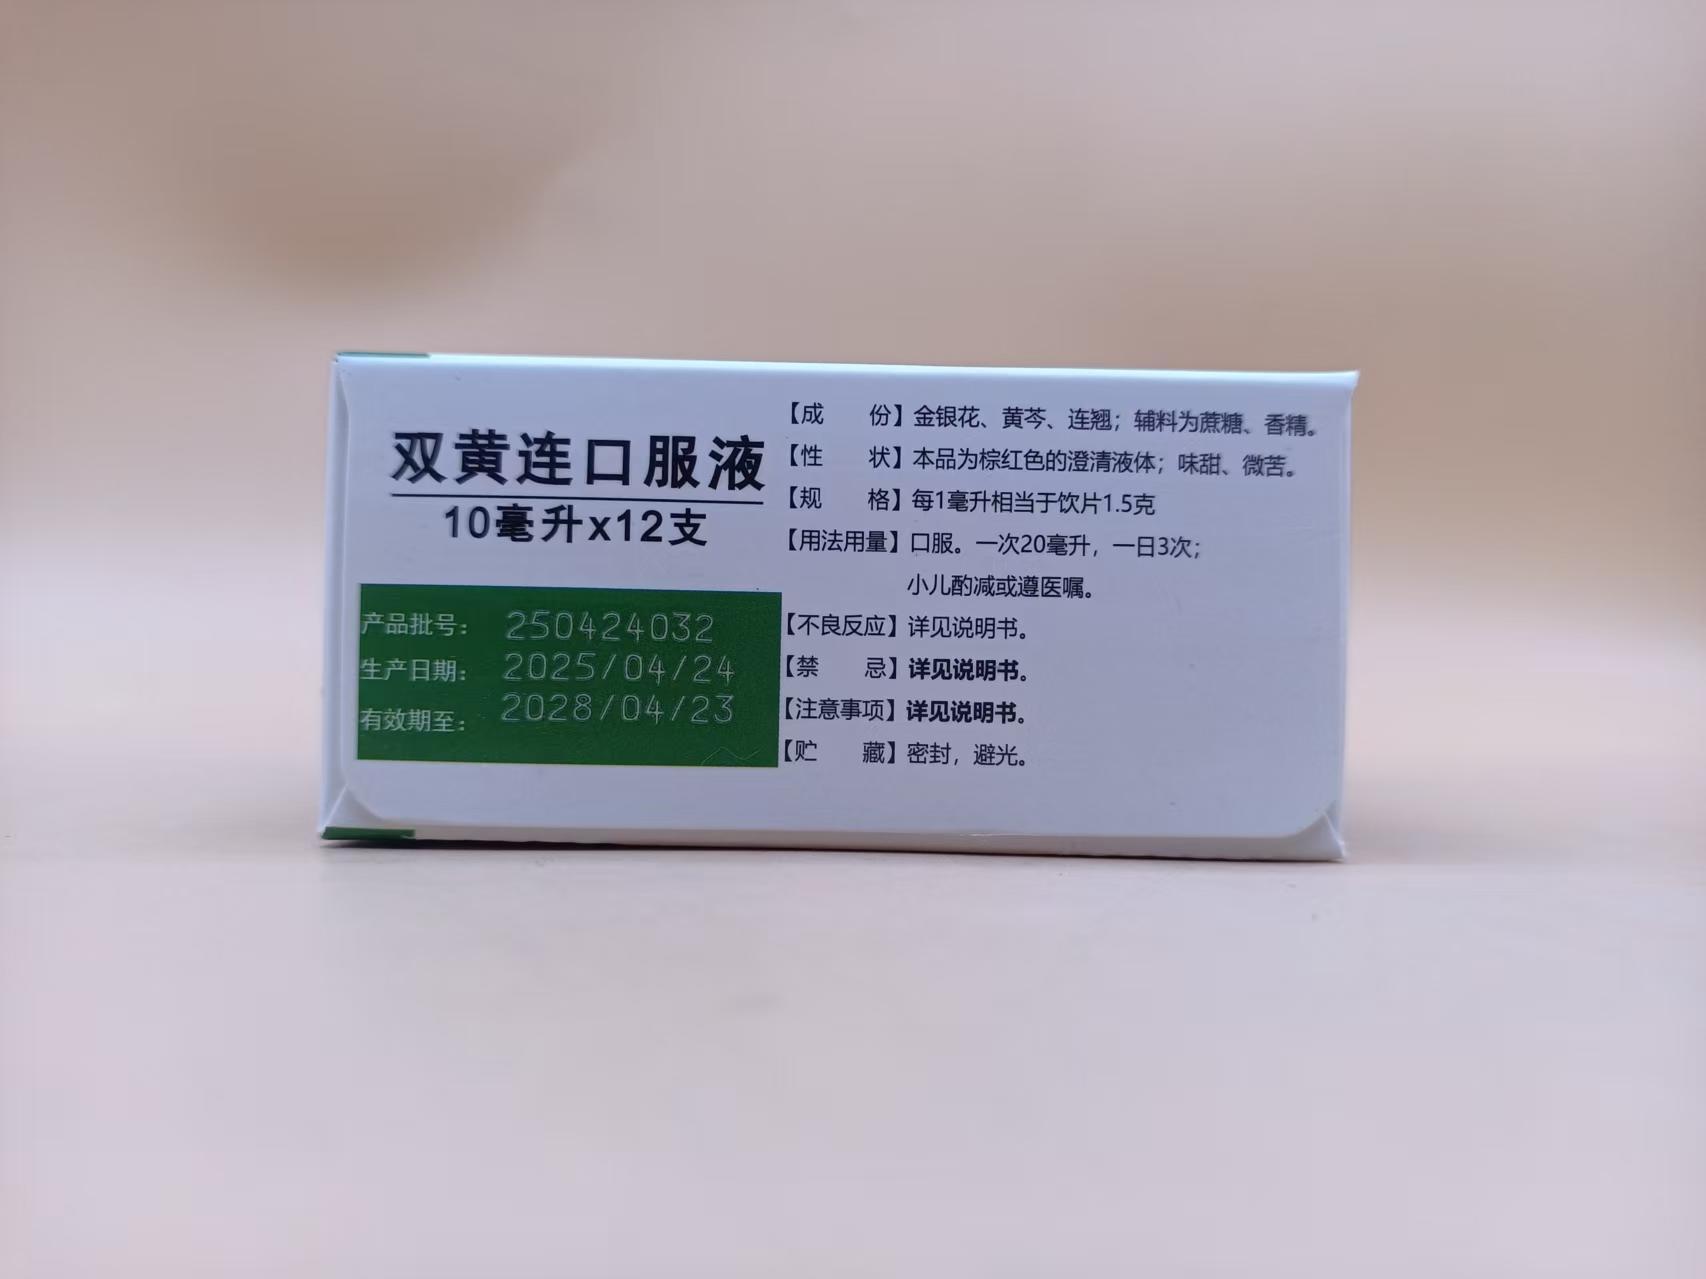 双黄连口服液
10毫升x12支
产品批号： 250424032
生产日期： 2025/04/24
有效期至： 2028/04/23
【成　　份】金银花、黄芩、连翘；辅料为蔗糖、香精。
【性　　状】本品为棕红色的澄清液体；味甜、微苦。
【规　　格】每1毫升相当于饮片1.5克
【用法用量】口服。一次20毫升，一日3次；
小儿酌减或遵医嘱。
【不良反应】详见说明书。
【禁　　忌】详见说明书。
【注意事项】详见说明书。
【贮　　藏】密封，避光。